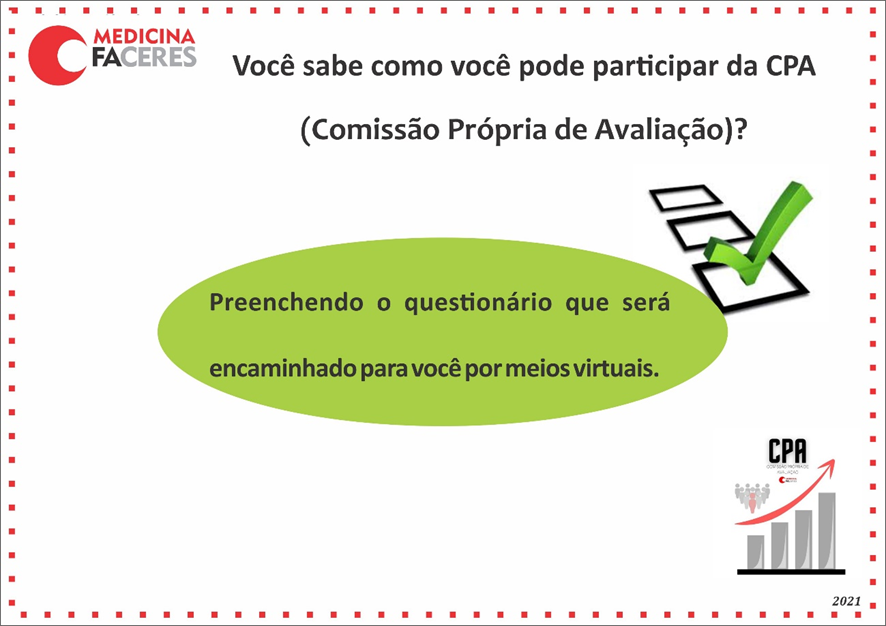 MEDICINA
FACERES
Você sabe como você pode participar da CPA
(Comissão Própria de Avaliação)?
Preenchendo o questionário que será
encaminhado para você por meios virtuais.
CPA
2021